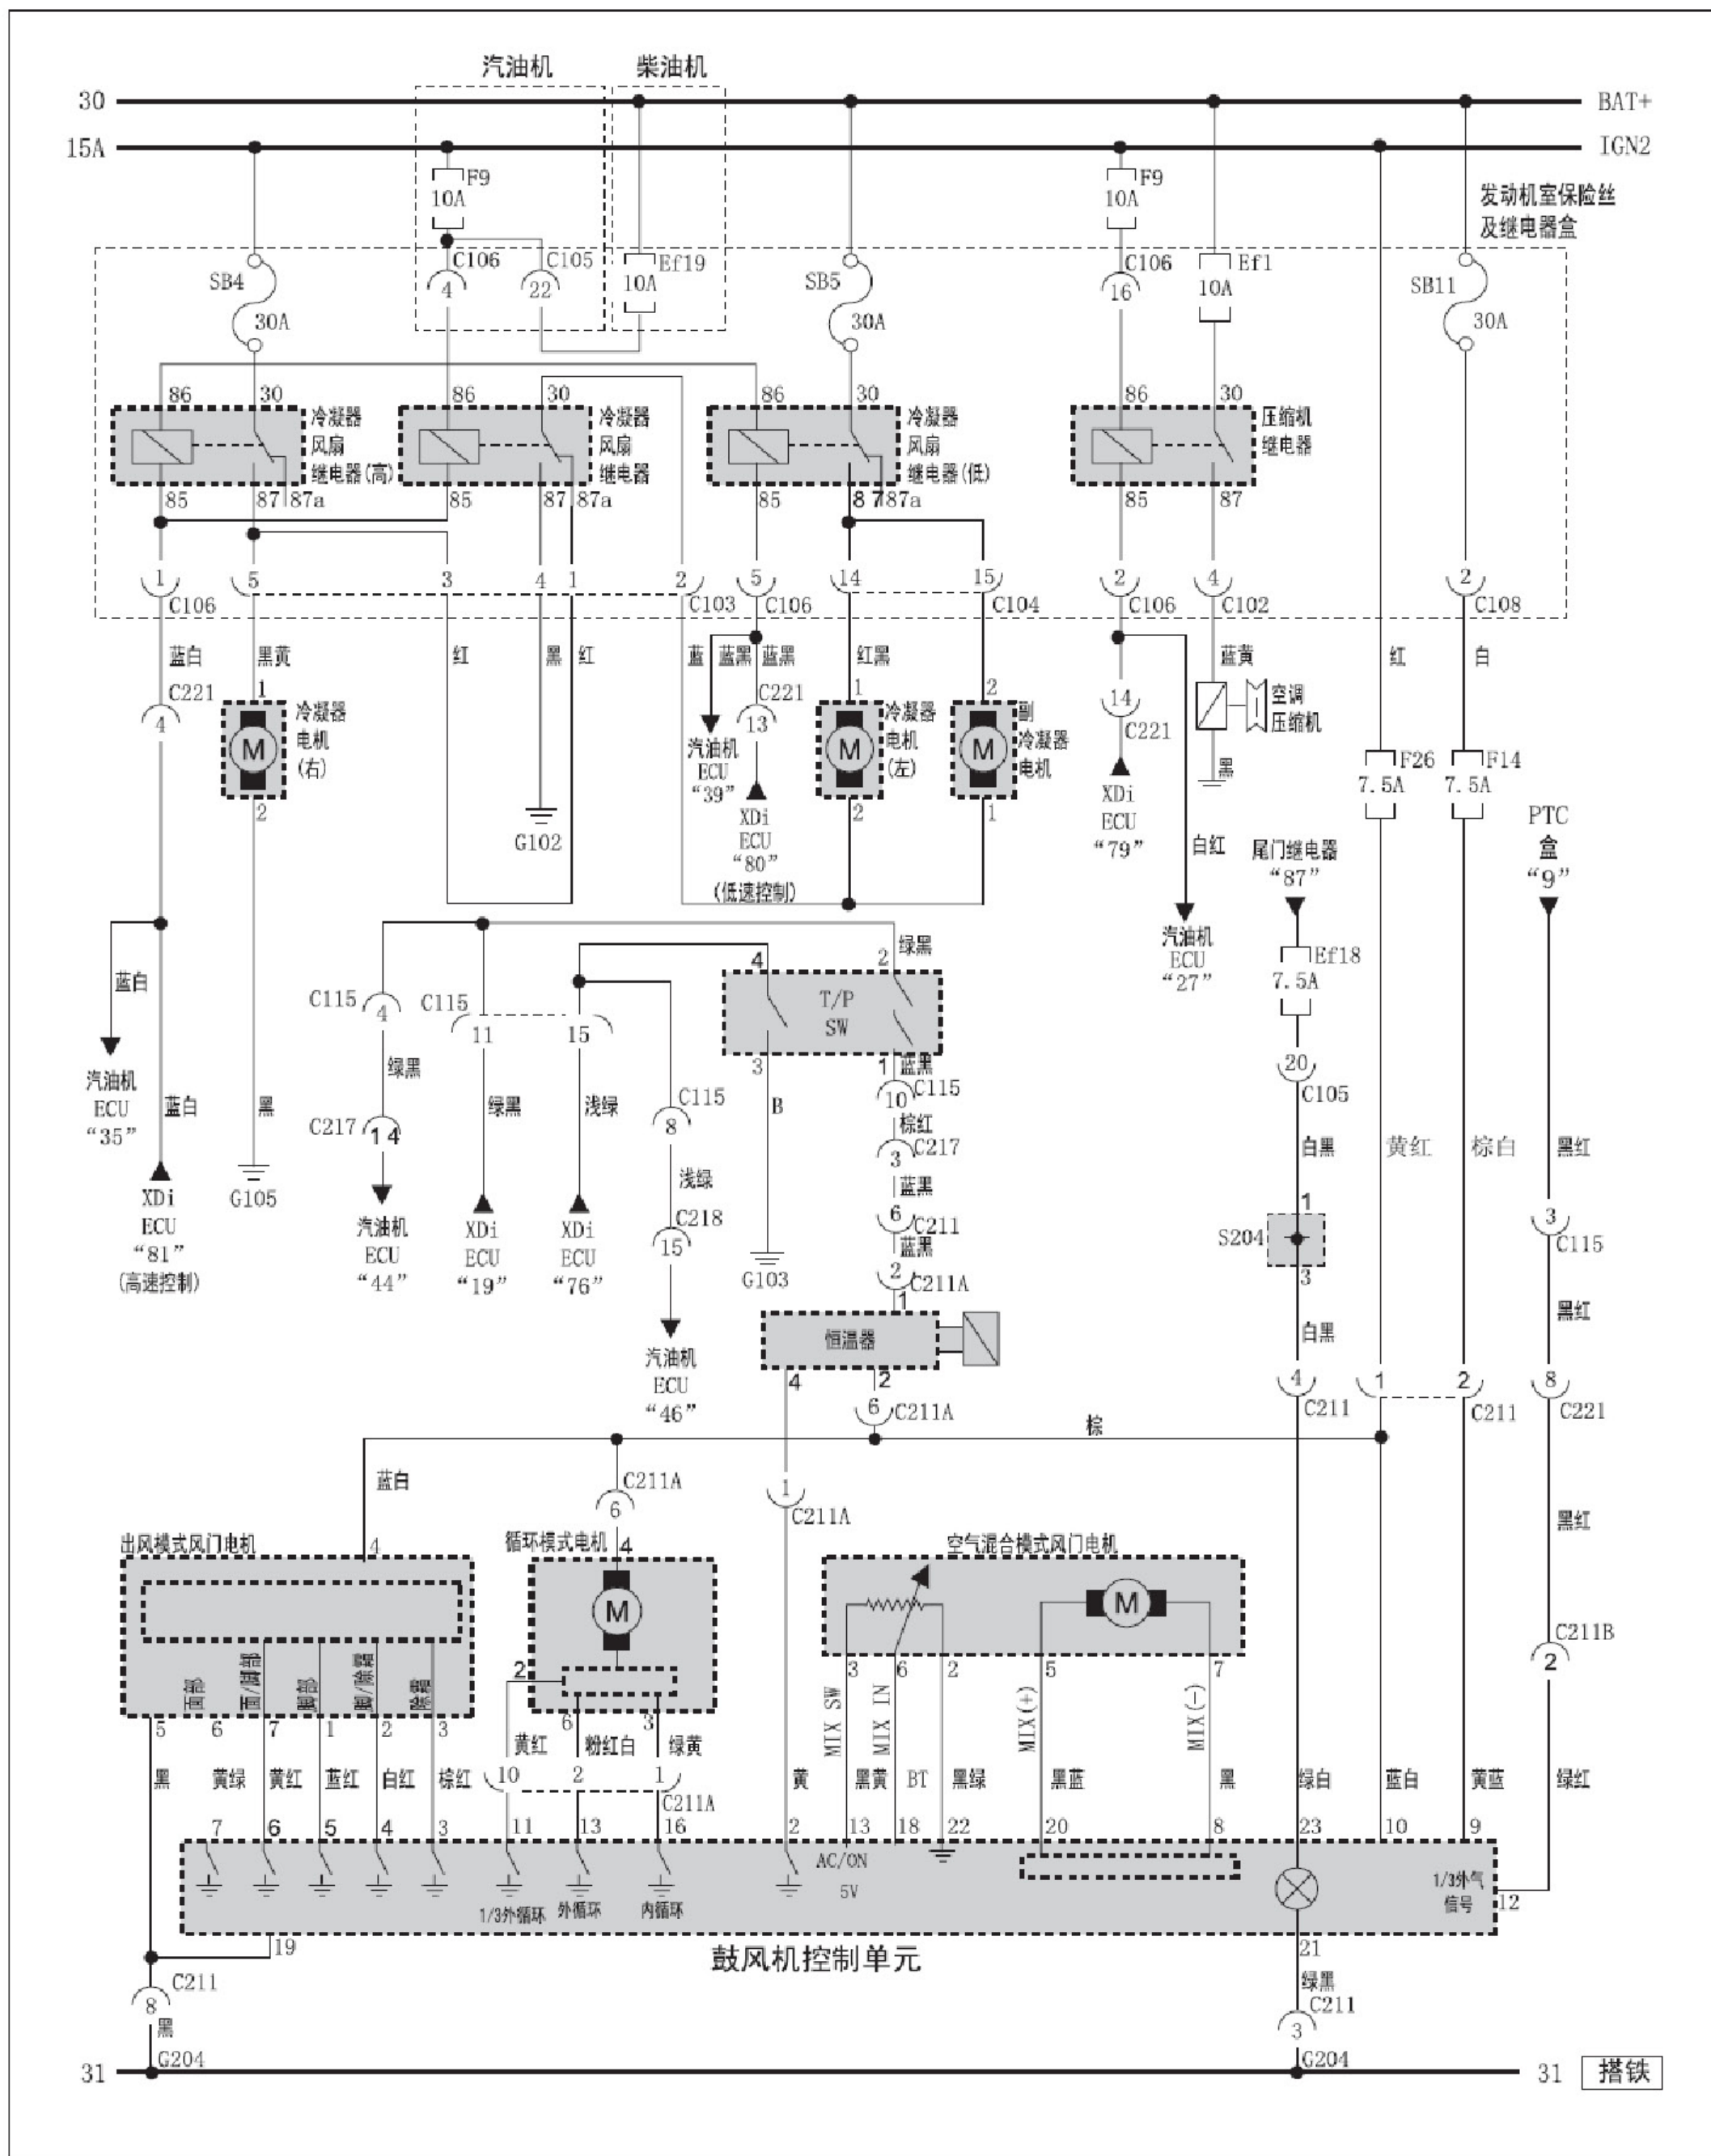 汽油机 柴油机
30 BAT+
15A IGN2
F9 F9
10A 10A
发动机室保险丝
及继电器盒
C106 C105 Ef19 C106 Ef1
4 22 10A 16 10A
SB4 SB5 SB11
30A 30A 30A
86 30 86 30 86 30 86 30
冷凝器 冷凝器 冷凝器 压缩机
风扇 风扇 风扇 继电器
继电器(高) 继电器 继电器(低)
85 87 87a 85 87 87a 85 87 87a 85 87
1 5 3 4 1 2 5 14 15 2 4 2
C106 C103 C106 C104 C106 C102 C108
蓝白 黑黄 红 黑 红 蓝 蓝黑 蓝黑 红黑 蓝黄 红 白
C221 1 C221 1 2
4 13 14
冷凝器 冷凝器 副 空调
电机 电机 冷凝器 压缩机
(右) (左) 电机
M M M
C221
汽油机
ECU
“39”
黑
F26 F14
7.5A 7.5A
2 2 1
XDi
ECU
“80”
(低速控制)
XDi
ECU
“79”
G102
PTC
盒
“9”
白红
尾门继电器
“87”
绿黑
汽油机
ECU
“27”
Ef18
7.5A
4 2
T/P
SW
蓝白
C115 C115
4 11 15
3 1 蓝黑
20
C105
汽油机
ECU
“35”
绿黑
蓝白 黑 绿黑 浅绿
C115
8
B
C115
10
棕红
C217
14
C217
3
白黑 黄红 棕白 黑红
XDi
ECU
“81”
(高速控制)
G105
浅绿
蓝黑
汽油机
ECU
“44”
XDi
ECU
“19”
XDi
ECU
“76”
C218
15
6
C211
蓝黑
1
S204
3
3
C115
G103
2
C211A
1
黑红
白黑
恒温器
汽油机
ECU
“46”
4 2
6
C211A
4 1 2 8
C211 C211 C221
棕
蓝白
C211A
6
1
C211A
黑红
出风模式风门电机 4 循环模式电机 4 空气混合模式风门电机
M M
C211B
2
面部 面/脚部 脚部 脚/除霜 除霜
2
5 6 7 1 2 3
6 3
3 6 2 5 7
MIX SW MIX IN MIX(+) MIX(-)
黄红 粉红白 绿黄
黑 黄绿 黄红 蓝红 白红 棕红 10 2 1 黄 黑黄 BT 黑绿 黑蓝 黑 绿白 蓝白 黄蓝 绿红
C211A
7 6 5 4 3 11 13 16 2 13 18 22 20 8 23 10 9
AC/ON
5V
1/3外循环 外循环 内循环
1/3外气
信号
12
19 鼓风机控制单元 21
C211
8
黑
绿黑
C211
3
G204 G204
31 31 搭铁